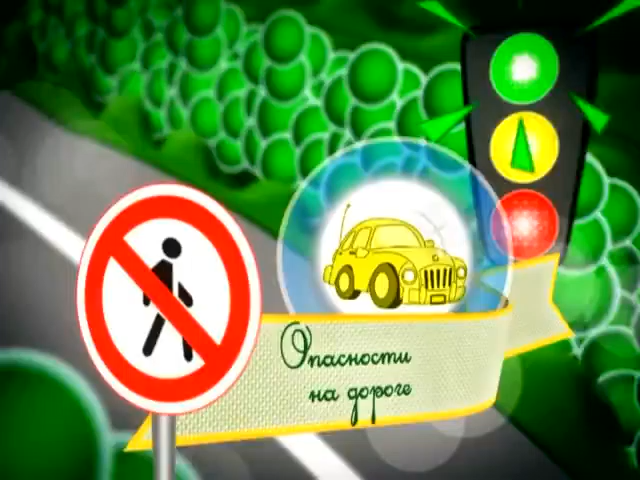 Опасности
на дороге